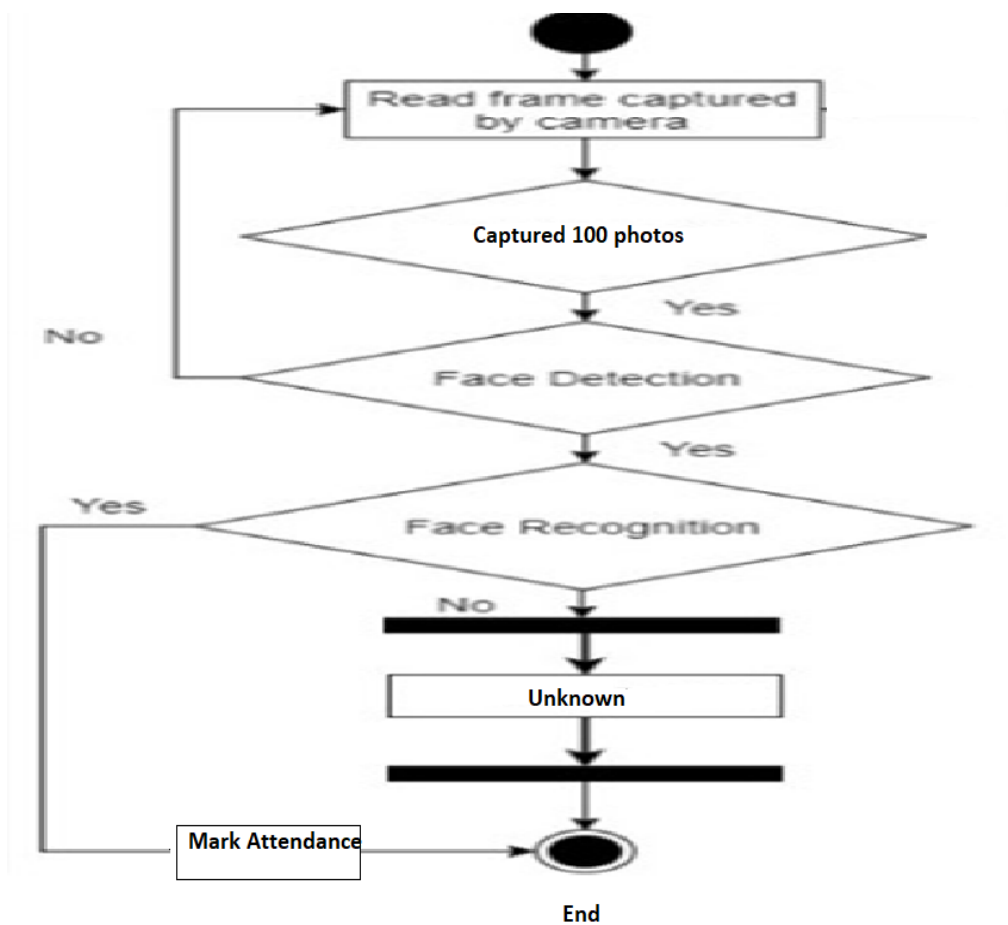 Read frame captured
by camera
Captured 100 photos
Yes
No
Face Detection
Yes
Yes
Face Recognition
No
Unknown
Mark Attendance
End